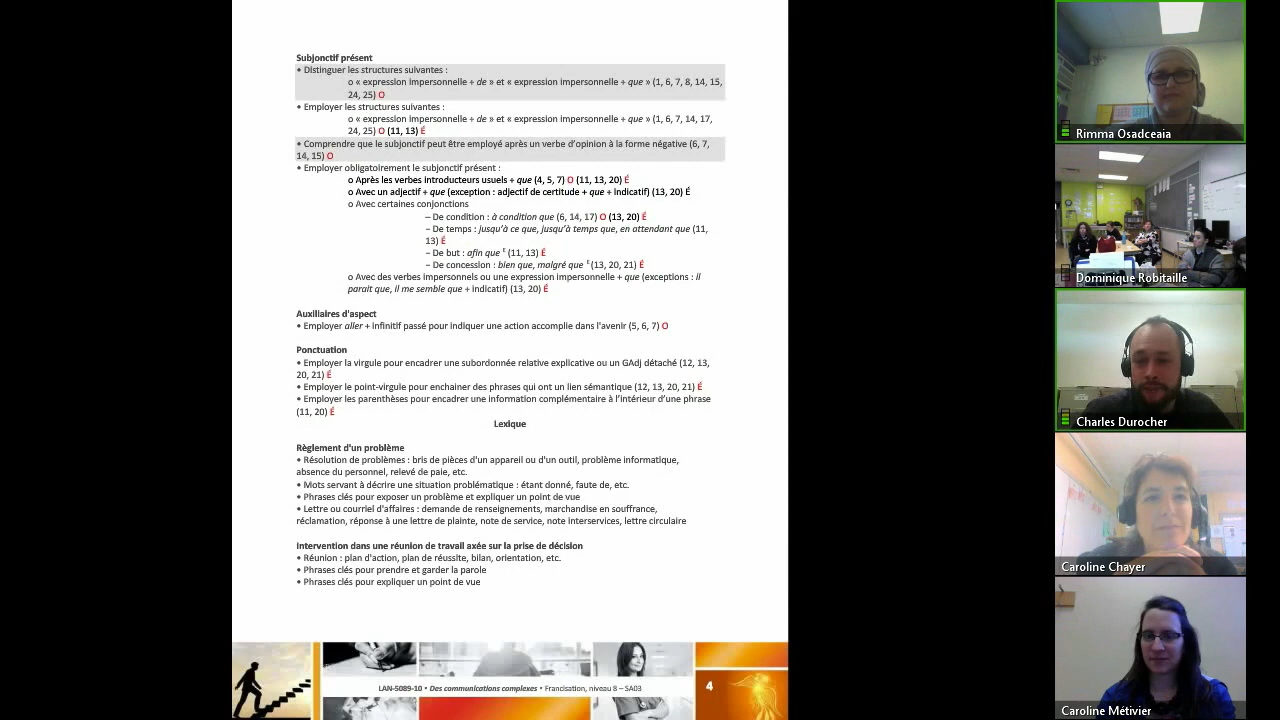 Subjonctif présent
• Distinguer les structures suivantes :
o « expression impersonnelle + de » et « expression impersonnelle + que » (1, 6, 7, 8, 14, 15,
24, 25) O
• Employer les structures suivantes :
o « expression impersonnelle + de » et « expression impersonnelle + que » (1, 6, 7, 14, 17,
24, 25) O (11, 13) É
• Comprendre que le subjonctif peut être employé après un verbe d'opinion à la forme négative (6, 7,
14, 15) O
• Employer obligatoirement le subjonctif présent :
o Après les verbes introducteurs usuels + que (4, 5, 7) O (11, 13, 20) É
o Avec un adjectif + que (exception : adjectif de certitude + que + indicatif) (13, 20) É
o Avec certaines conjonctions
– De condition : à condition que (6, 14, 17) O (13, 20) É
– De temps : jusqu'à ce que, jusqu'à temps que, en attendant que (11,
13) É
– De but : afin que E (11, 13) É
– De concession : bien que, malgré que E (13, 20, 21) É
o Avec des verbes impersonnels ou une expression impersonnelle + que (exceptions : il
parait que, il me semble que + indicatif) (13, 20) É
Auxiliaires d'aspect
• Employer aller + infinitif passé pour indiquer une action accomplie dans l'avenir (5, 6, 7) O
Ponctuation
• Employer la virgule pour encadrer une subordonnée relative explicative ou un GAdj détaché (12, 13,
20, 21) É
• Employer le point-virgule pour enchainer des phrases qui ont un lien sémantique (12, 13, 20, 21) É
• Employer les parenthèses pour encadrer une information complémentaire à l'intérieur d'une phrase
(11, 20) É
Lexique
Règlement d'un problème
• Résolution de problèmes : bris de pièces d'un appareil ou d'un outil, problème informatique,
absence du personnel, relevé de paie, etc.
• Mots servant à décrire une situation problématique : étant donné, faute de, etc.
• Phrases clés pour exposer un problème et expliquer un point de vue
• Lettre ou courriel d'affaires : demande de renseignements, marchandise en souffrance,
réclamation, réponse à une lettre de plainte, note de service, note interservices, lettre circulaire
Intervention dans une réunion de travail axée sur la prise de décision
• Réunion : plan d'action, plan de réussite, bilan, orientation, etc.
• Phrases clés pour prendre et garder la parole
• Phrases clés pour expliquer un point de vue
LAN-5089-10 • Des communications complexes • Francisation, niveau 8 – SA03
4
Rimma Osadceaia
Dominique Robitaille
Charles Durocher
Caroline Chayer
Caroline Métivier